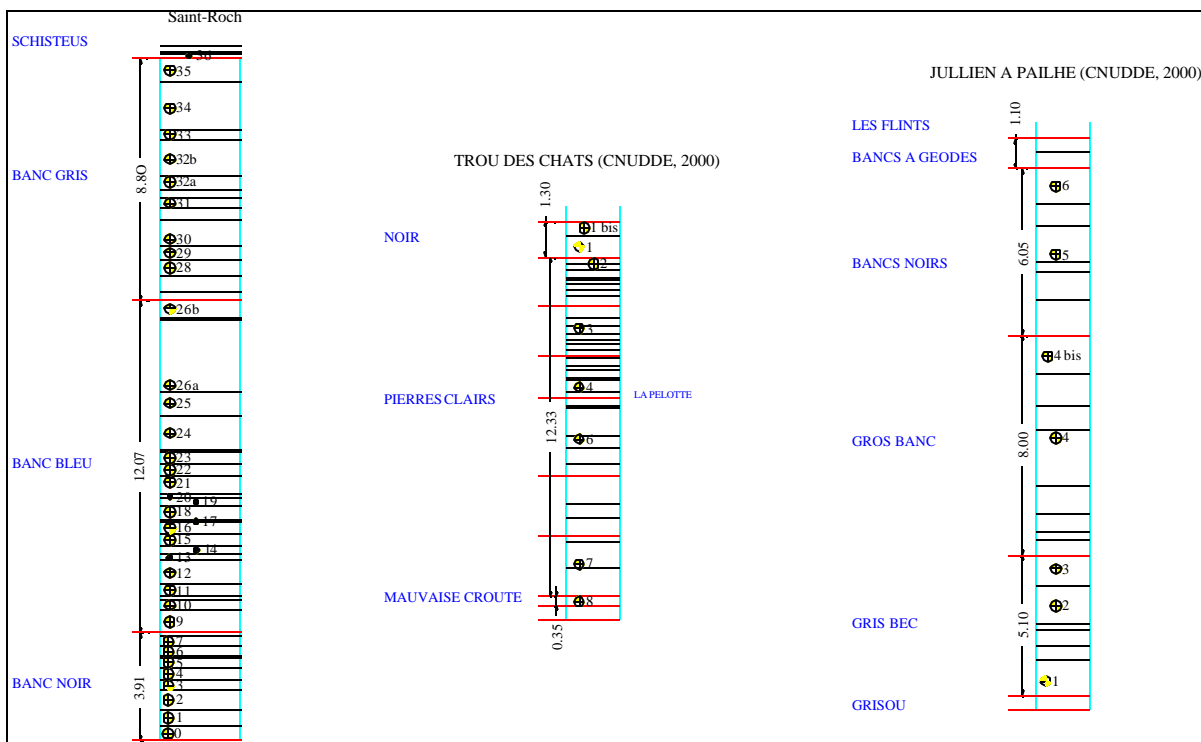 Saint-Roch
SCHISTEUS
36
35
34
33
32b
8.80
BANC GRIS
32a
31
30
29
28
26b
26a
25
24
12.07
BANC BLEU
23
22
21
20
19
18
17
16
15
14
13
12
11
10
9
7
6
5
4
3.91
BANC NOIR
3
2
1
0
TROU DES CHATS (CNUDDE, 2000)
1.30
1 bis
NOIR
1
2
3
4
PIERRES CLAIRS
LA PELOTTE
12.33
6
7
MAUVAISE CROUTE
8
0.35
JULLIEN A PAILHE (CNUDDE, 2000)
1.10
LES FLINTS
BANCS A GEODES
6
6.05
5
BANCS NOIRS
4 bis
8.00
GROS BANC
4
3
2
GRIS BEC
5.10
1
GRISOU